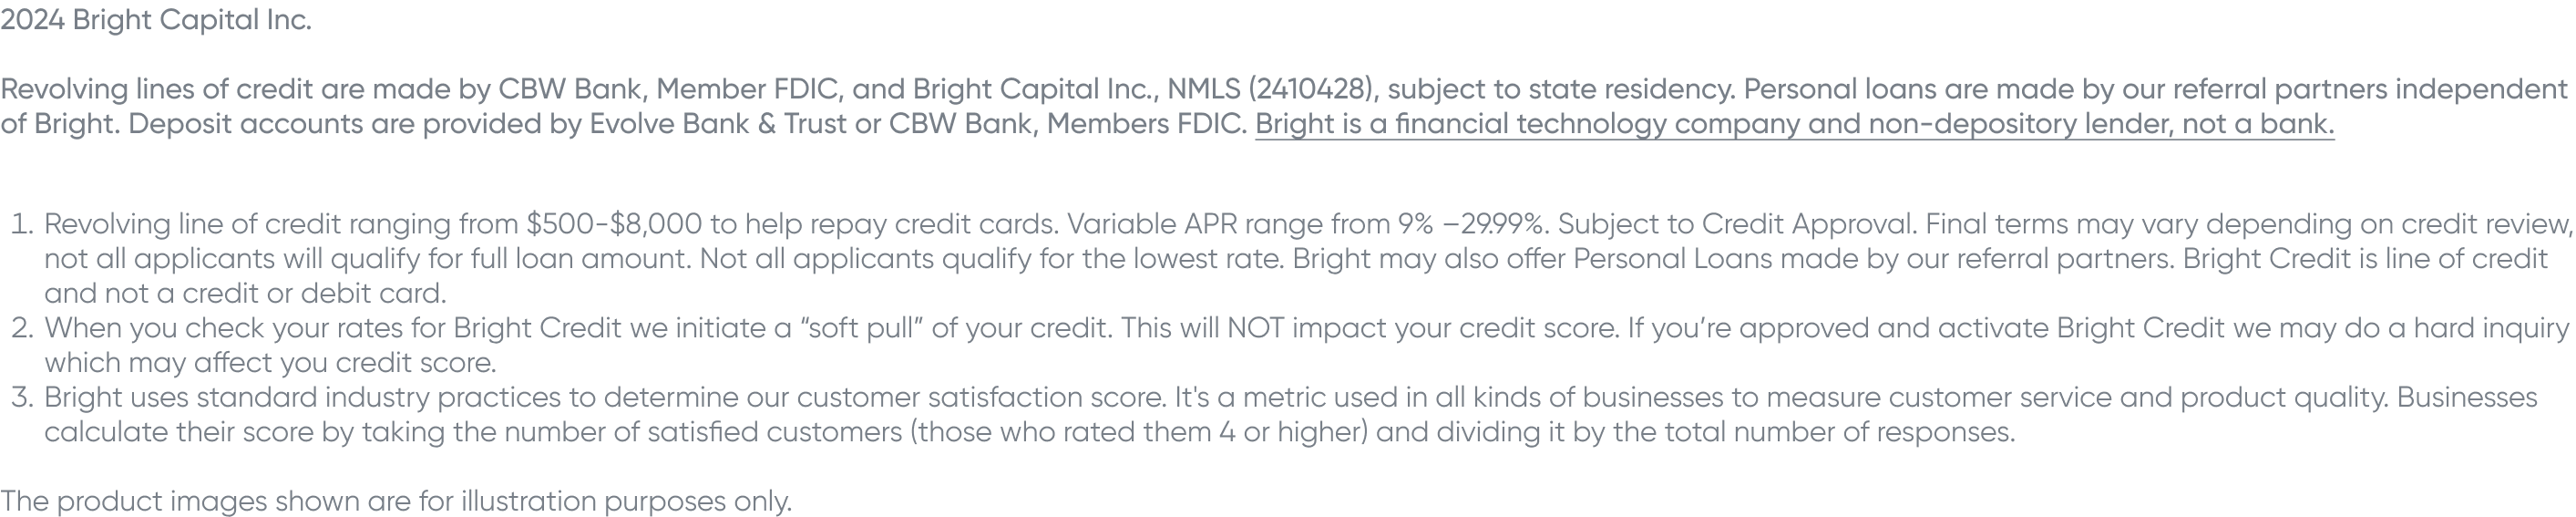 2024 Bright Capital Inc.
Revolving lines of credit are made by CBW Bank, Member FDIC, and Bright Capital Inc., NMLS (2410428), subject to state residency. Personal loans are made by our referral partners independent
of Bright. Deposit accounts are provided by Evolve Bank & Trust or CBW Bank, Members FDIC. Bright is a financial technology company and non-depository lender, not a bank.
1. Revolving line of credit ranging from $500-$8,000 to help repay credit cards. Variable APR range from 9% –29.99%. Subject to Credit Approval. Final terms may vary depending on credit review,
not all applicants will qualify for full loan amount. Not all applicants qualify for the lowest rate. Bright may also offer Personal Loans made by our referral partners. Bright Credit is line of credit
and not a credit or debit card.
2. When you check your rates for Bright Credit we initiate a “soft pull” of your credit. This will NOT impact your credit score. If you’re approved and activate Bright Credit we may do a hard inquiry
which may affect you credit score.
3. Bright uses standard industry practices to determine our customer satisfaction score. It's a metric used in all kinds of businesses to measure customer service and product quality. Businesses
calculate their score by taking the number of satisfied customers (those who rated them 4 or higher) and dividing it by the total number of responses.
The product images shown are for illustration purposes only.